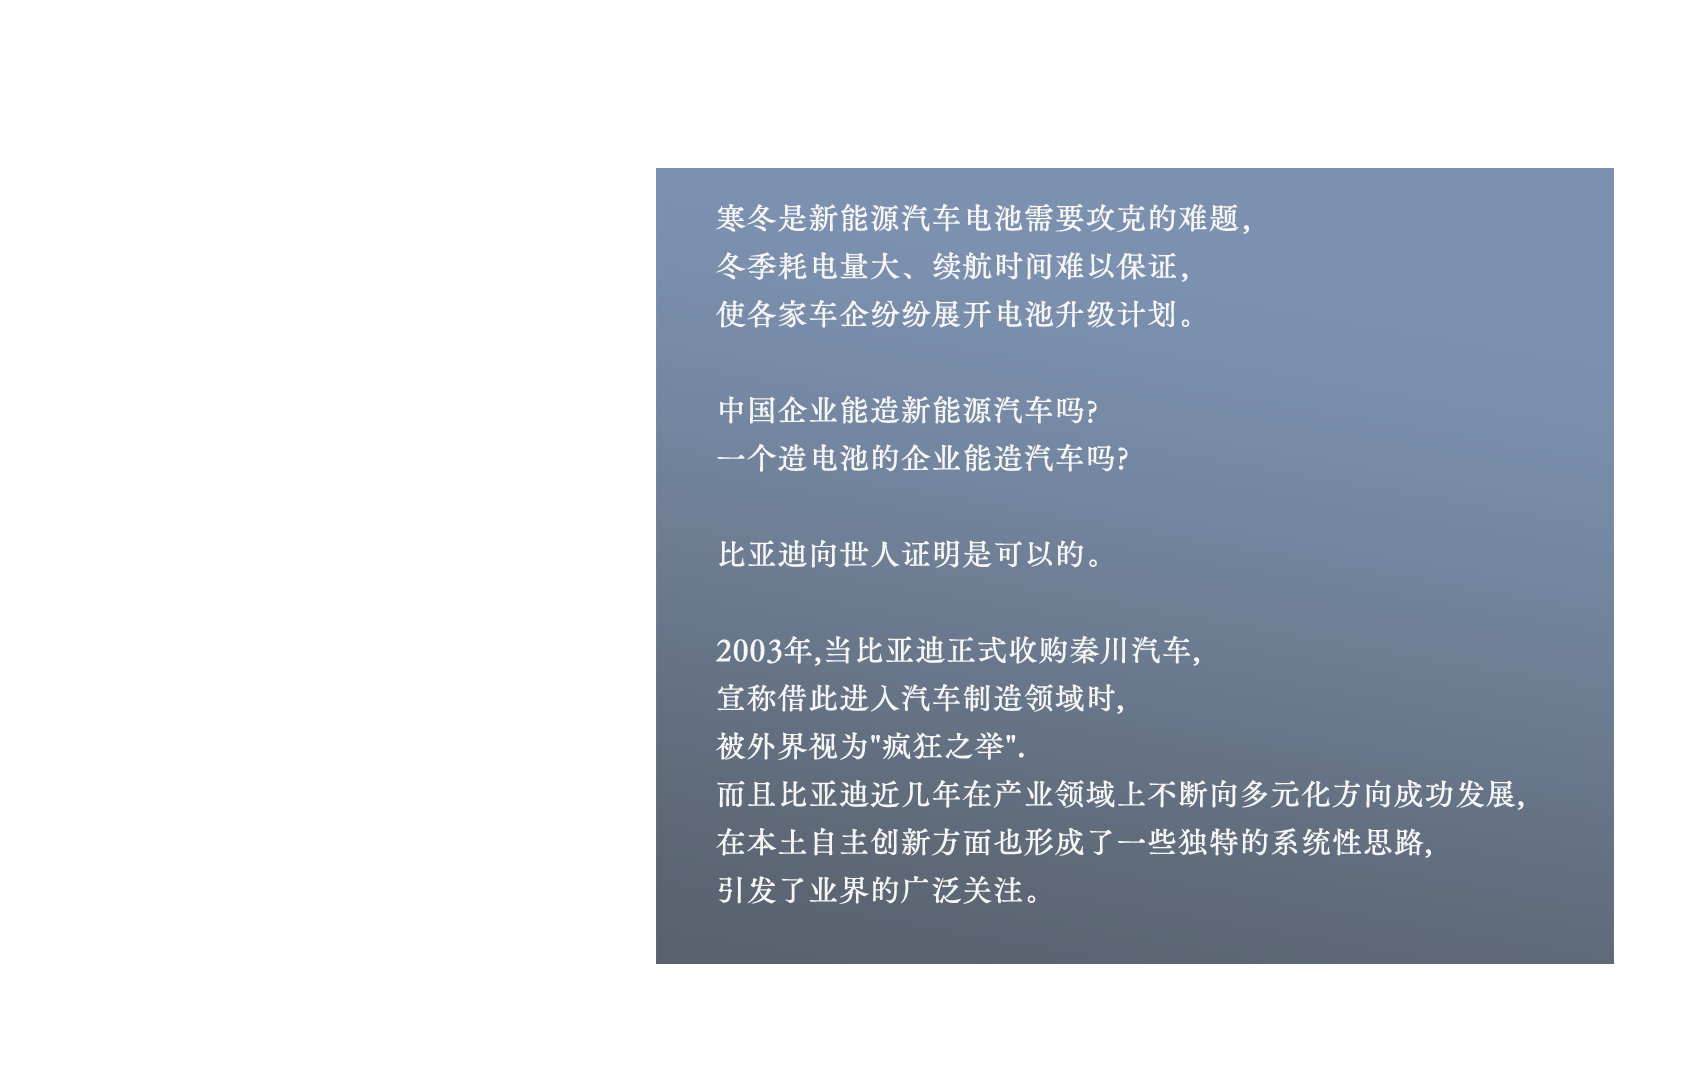 寒冬是新能源汽车电池需要攻克的难题,
冬季耗电量大、续航时间难以保证,
使各家车企纷纷展开电池升级计划。
中国企业能造新能源汽车吗?
一个造电池的企业能造汽车吗?
比亚迪向世人证明是可以的。
2003年,当比亚迪正式收购秦川汽车,
宣称借此进入汽车制造领域时,
被外界视为"疯狂之举".
而且比亚迪近几年在产业领域上不断向多元化方向成功发展,
在本土自主创新方面也形成了一些独特的系统性思路,
引发了业界的广泛关注。